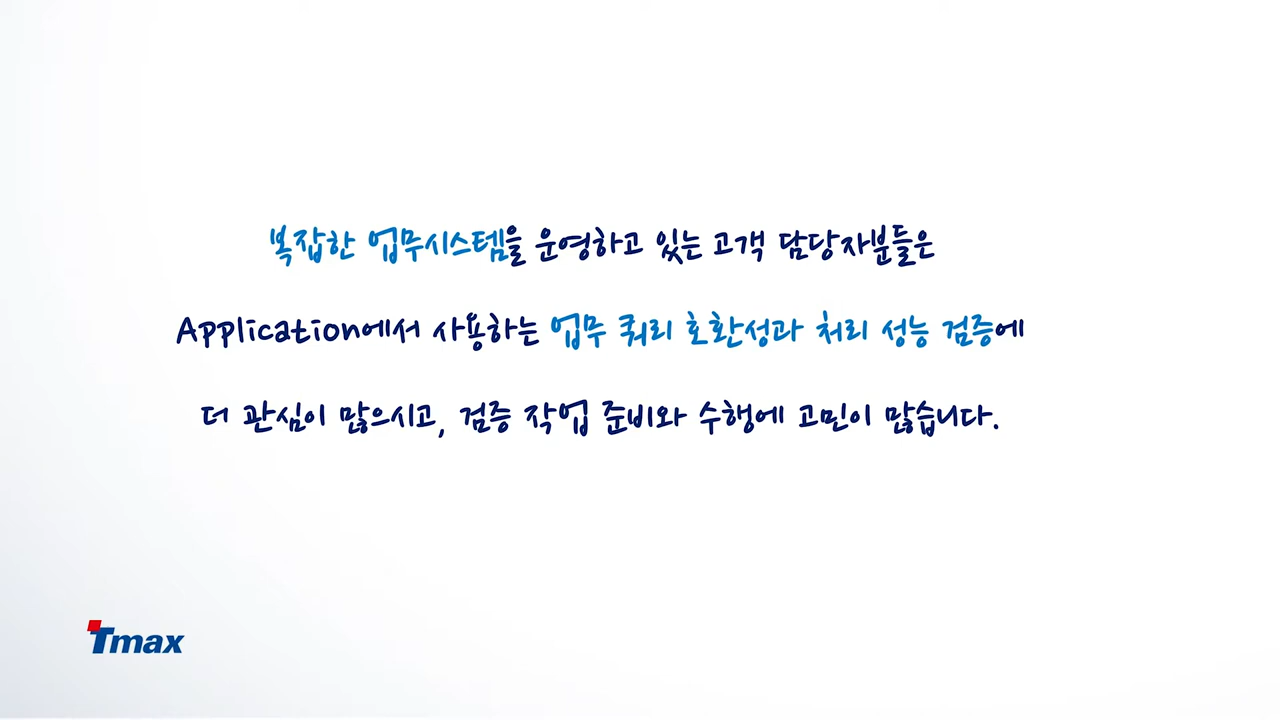 복잡한 업무시스템을 운영하고 있는 고객 담당자분들은
Application에서 사용하는 업무 쿼리 호환성과 처리 성능 검증에
더 관심이 많으시고, 검증 작업 준비와 수행에 고민이 많습니다.
Tmax